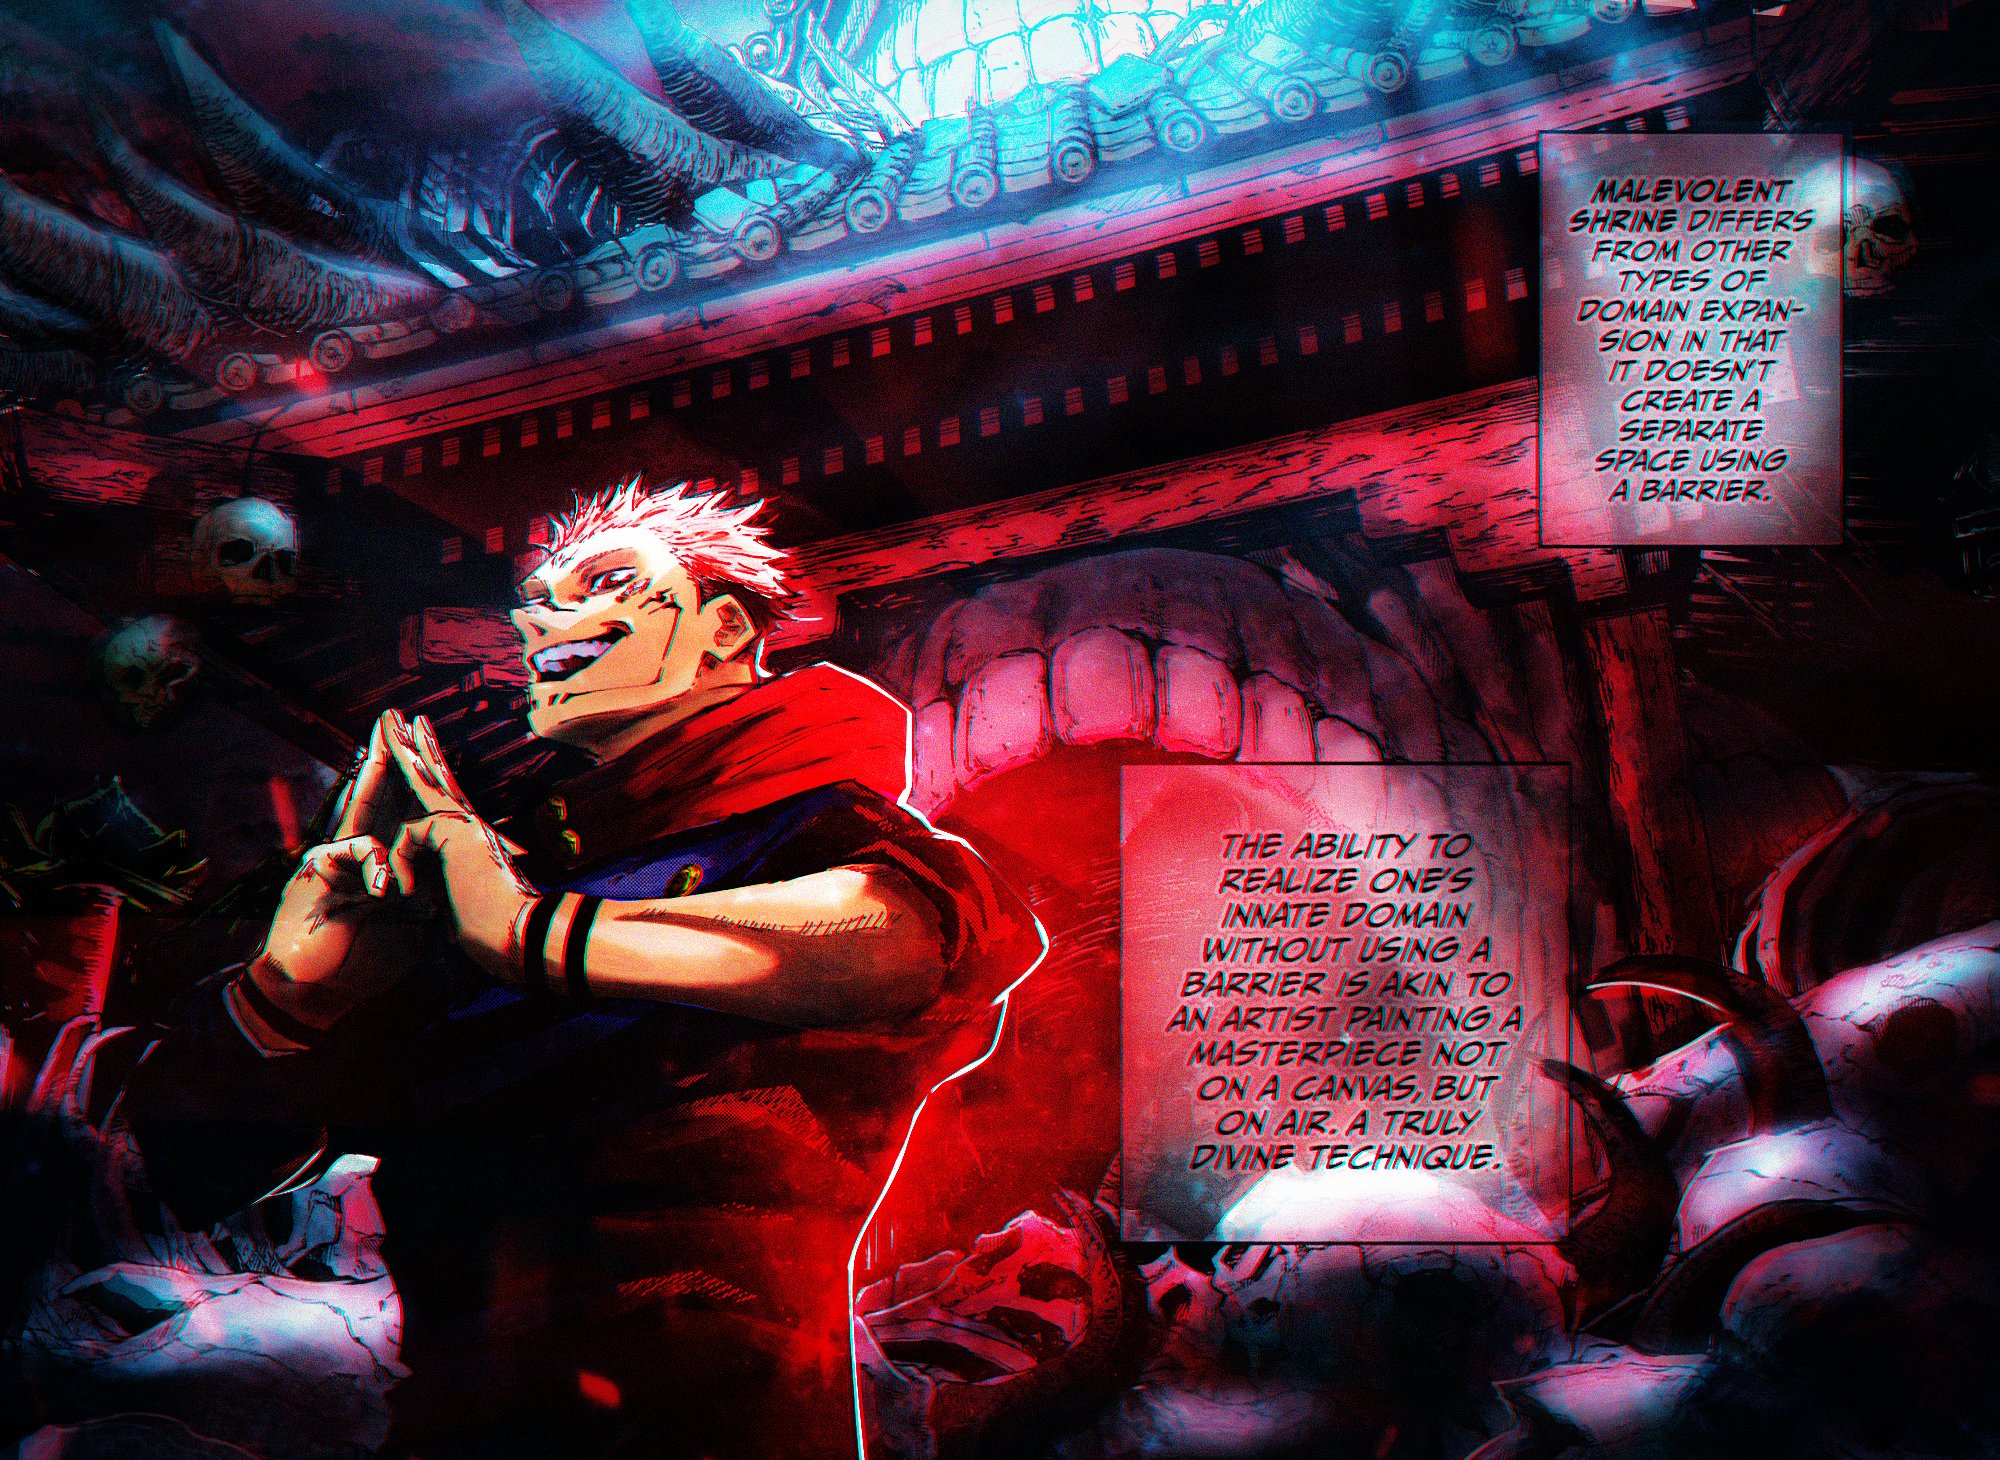 MALEVOLENT
SHRINE DIFFERS
FROM OTHER
TYPES OF
DOMAIN EXPAN-
SION IN THAT
IT DOESN'T
CREATE A
SEPARATE
SPACE USING
A BARRIER.
THE ABILITY TO
REALIZE ONE'S
INNATE DOMAIN
WITHOUT USING A
BARRIER IS AKIN TO
AN ARTIST PAINTING A
MASTERPIECE NOT
ON A CANVAS, BUT
ON AIR. A TRULY
DIVINE TECHNIQUE.